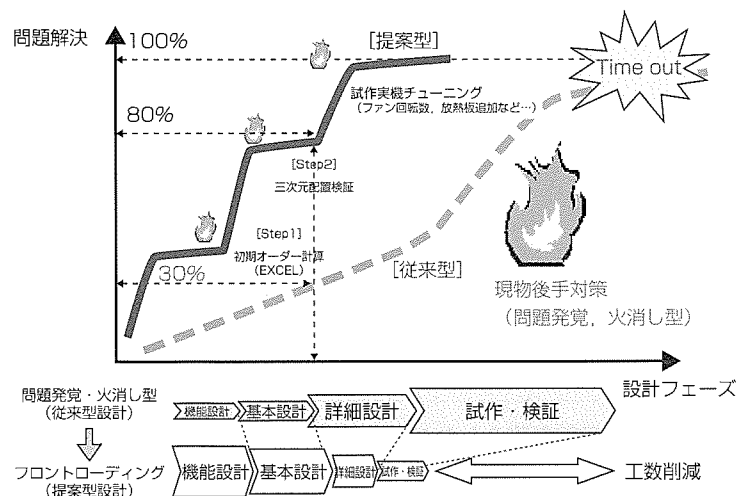 問題解決
100%
[提案型]
Time out
試作実機チューニング
(ファン回転数，放熱板追加など…)
80%
[Step2]
三次元配置検証
[Step1]
初期オーダー計算
(EXCEL)
30%
[従来型]
現物後手対策
(問題発覚，火消し型)
設計フェーズ
問題発覚・火消し型
(従来型設計)
機能設計 基本設計 詳細設計 試作・検証
フロントローディング
(提案型設計)
機能設計 基本設計 詳細設計 試作・検証 工数削減